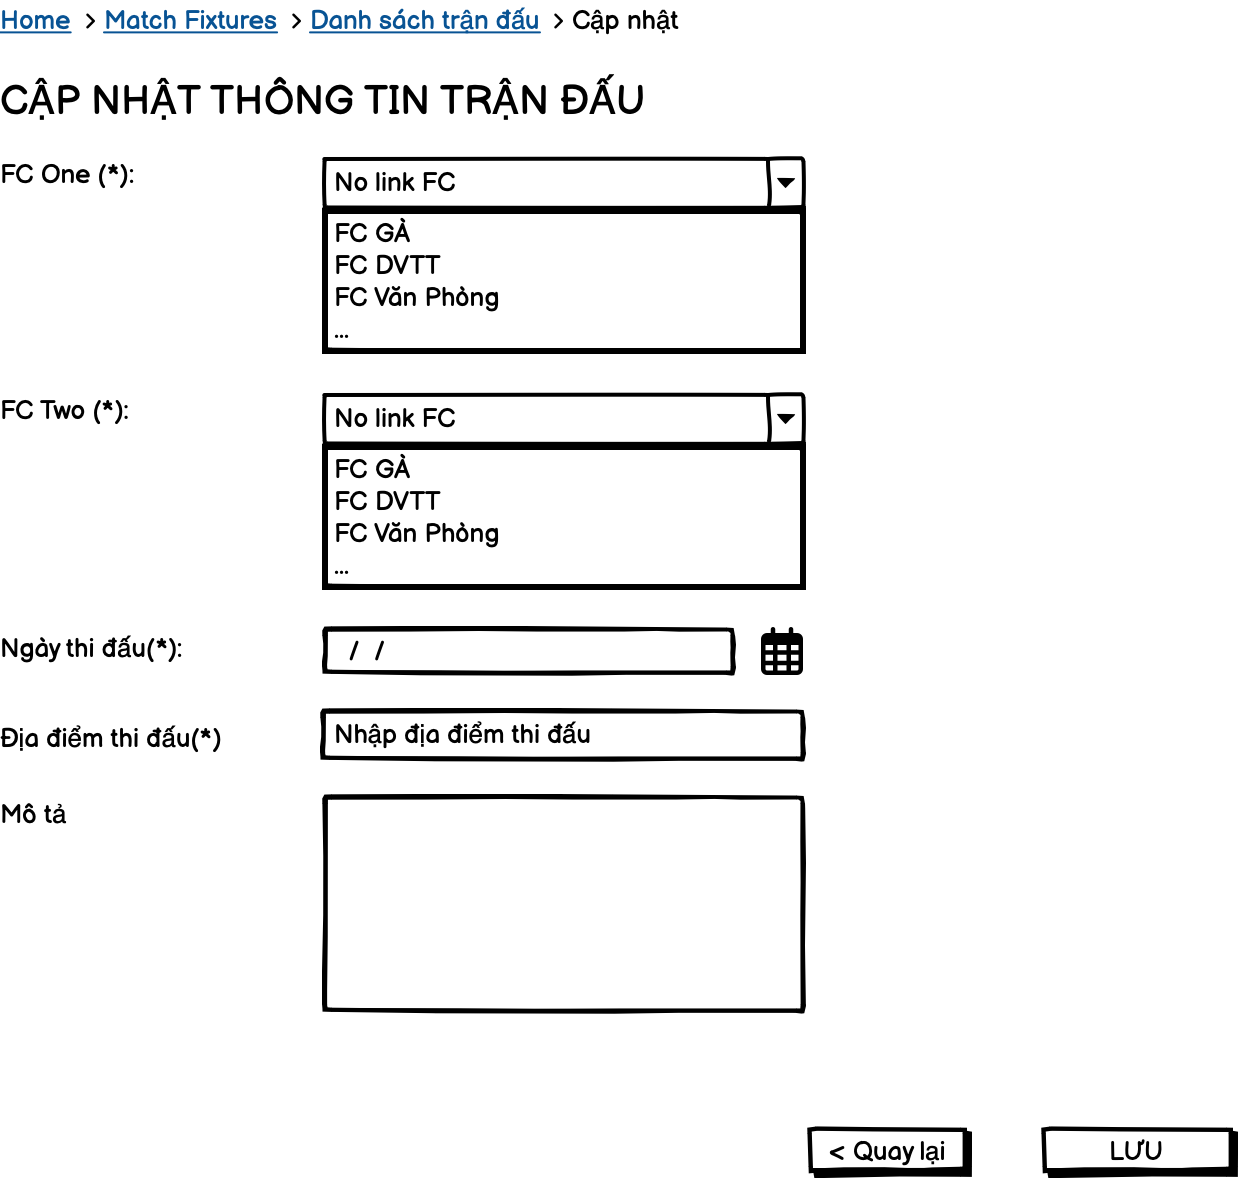 Home > Match Fixtures > Danh sách trận đấu > Cập nhật
CẬP NHẬT THÔNG TIN TRẬN ĐẤU
FC One (*):
No link FC
FC GÀ
FC DVTT
FC Văn Phòng
...
FC Two (*):
No link FC
FC GÀ
FC DVTT
FC Văn Phòng
...
Ngày thi đấu(*):
/ /
Địa điểm thi đấu(*)
Nhập địa điểm thi đấu
Mô tả
< Quay lại
LƯU